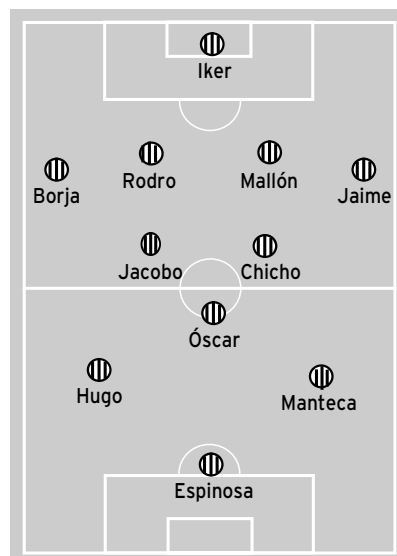 Iker
Borja
Rodro
Mallón
Jaime
Jacobo
Chicho
Óscar
Hugo
Manteca
Espinosa